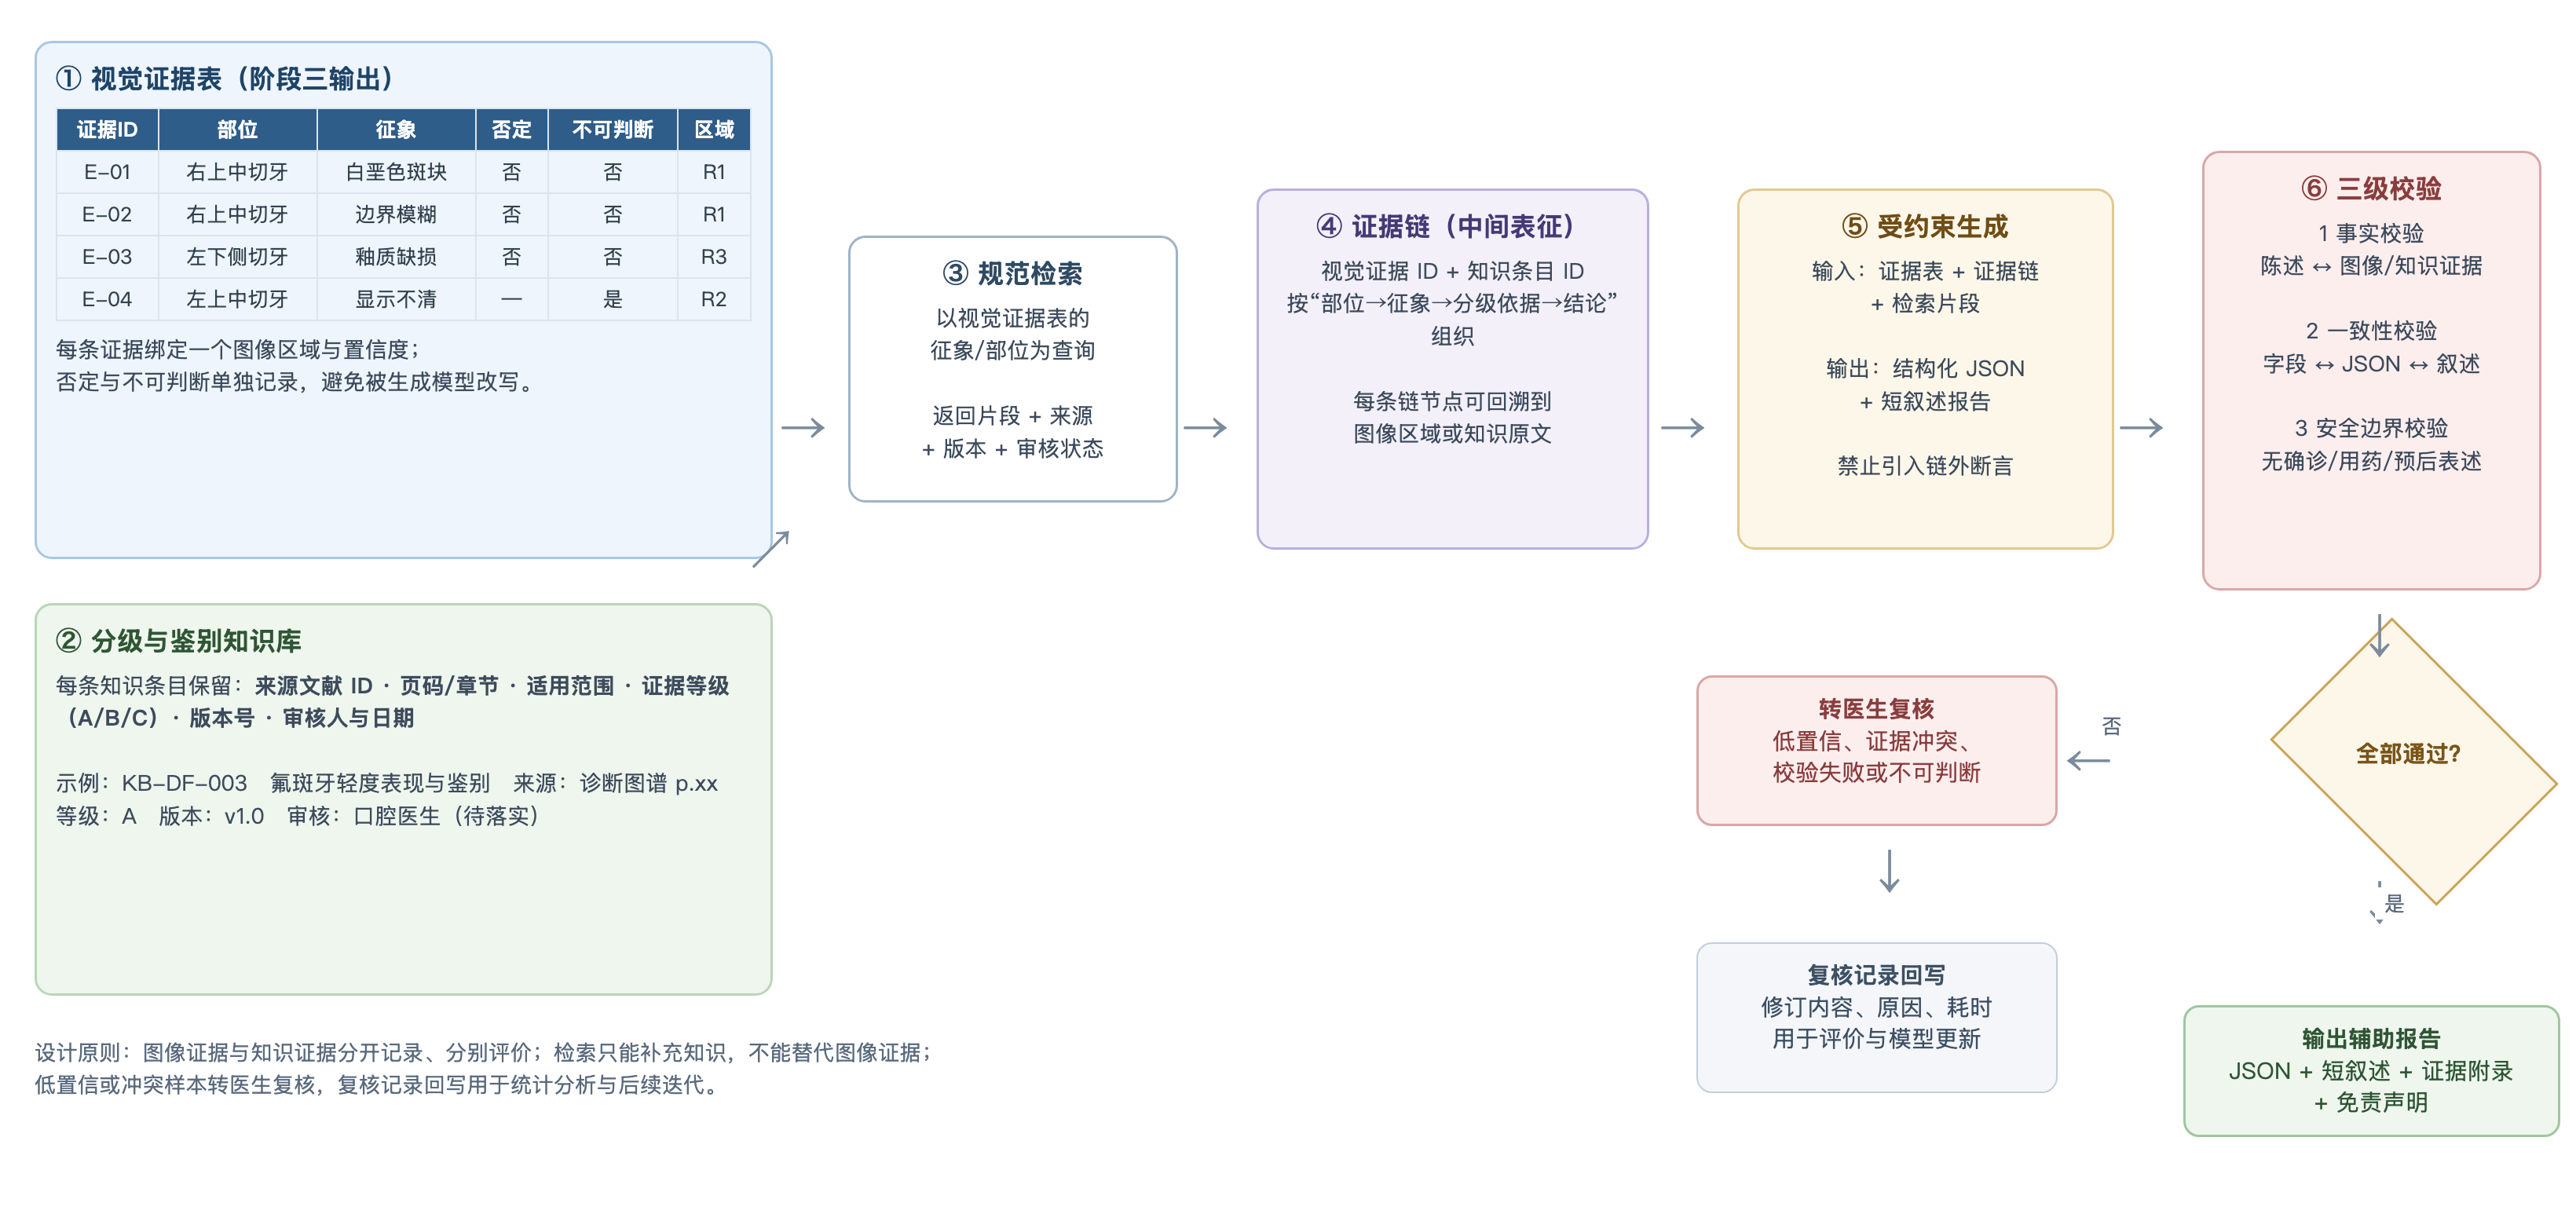 ① 视觉证据表（阶段三输出）
证据ID 部位 征象 否定 不可判断 区域
E-01 右上中切牙 白垩色斑块 否 否 R1
E-02 右上中切牙 边界模糊 否 否 R1
E-03 左下侧切牙 釉质缺损 否 否 R3
E-04 左上中切牙 显示不清 — 是 R2
每条证据绑定一个图像区域与置信度；
否定与不可判断单独记录，避免被生成模型改写。
② 分级与鉴别知识库
每条知识条目保留：来源文献 ID · 页码/章节 · 适用范围 · 证据等级
（A/B/C）· 版本号 · 审核人与日期
示例：KB-DF-003 氟斑牙轻度表现与鉴别 来源：诊断图谱 p.xx
等级：A 版本：v1.0 审核：口腔医生（待落实）
③ 规范检索
以视觉证据表的
征象/部位为查询
返回片段 + 来源
+ 版本 + 审核状态
④ 证据链（中间表征）
视觉证据 ID + 知识条目 ID
按“部位→征象→分级依据→结论”
组织
每条链节点可回溯到
图像区域或知识原文
⑤ 受约束生成
输入：证据表 + 证据链
+ 检索片段
输出：结构化 JSON
+ 短叙述报告
禁止引入链外断言
⑥ 三级校验
1 事实校验
陈述 ↔ 图像/知识证据
2 一致性校验
字段 ↔ JSON ↔ 叙述
3 安全边界校验
无确诊/用药/预后表述
全部通过?
否
是
转医生复核
低置信、证据冲突、
校验失败或不可判断
复核记录回写
修订内容、原因、耗时
用于评价与模型更新
输出辅助报告
JSON + 短叙述 + 证据附录
+ 免责声明
设计原则：图像证据与知识证据分开记录、分别评价；检索只能补充知识，不能替代图像证据；
低置信或冲突样本转医生复核，复核记录回写用于统计分析与后续迭代。